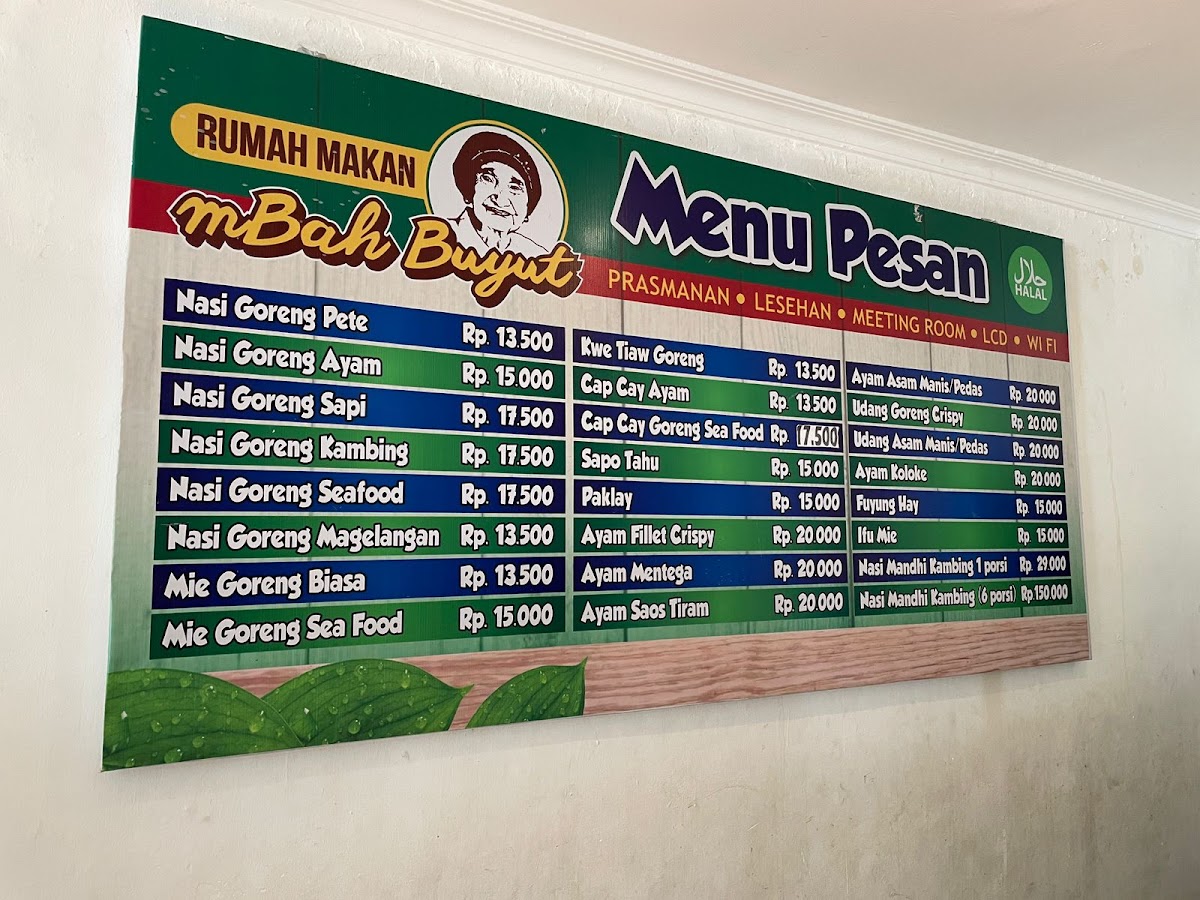 RUMAH MAKAN
mBah Buyut
Menu Pesan
PRASMANAN • LESEHAN • MEETING ROOM • LCD • WI FI
حلال
HALAL
Nasi Goreng Pete Rp. 13.500
Nasi Goreng Ayam Rp. 15.000
Nasi Goreng Sapi Rp. 17.500
Nasi Goreng Kambing Rp. 17.500
Nasi Goreng Seafood Rp. 17.500
Nasi Goreng Magelangan Rp. 13.500
Mie Goreng Biasa Rp. 13.500
Mie Goreng Sea Food Rp. 15.000
Kwe Tiaw Goreng Rp. 13.500
Cap Cay Ayam Rp. 13.500
Cap Cay Goreng Sea Food Rp. 17.500
Sapo Tahu Rp. 15.000
Paklay Rp. 15.000
Ayam Fillet Crispy Rp. 20.000
Ayam Mentega Rp. 20.000
Ayam Saos Tiram Rp. 20.000
Ayam Asam Manis/Pedas Rp. 20.000
Udang Goreng Crispy Rp. 20.000
Udang Asam Manis/Pedas Rp. 20.000
Ayam Koloke Rp. 20.000
Fuyung Hay Rp. 15.000
Ifu Mie Rp. 15.000
Nasi Mandhi Kambing 1 porsi Rp. 29.000
Nasi Mandhi Kambing (6 porsi) Rp 150.000